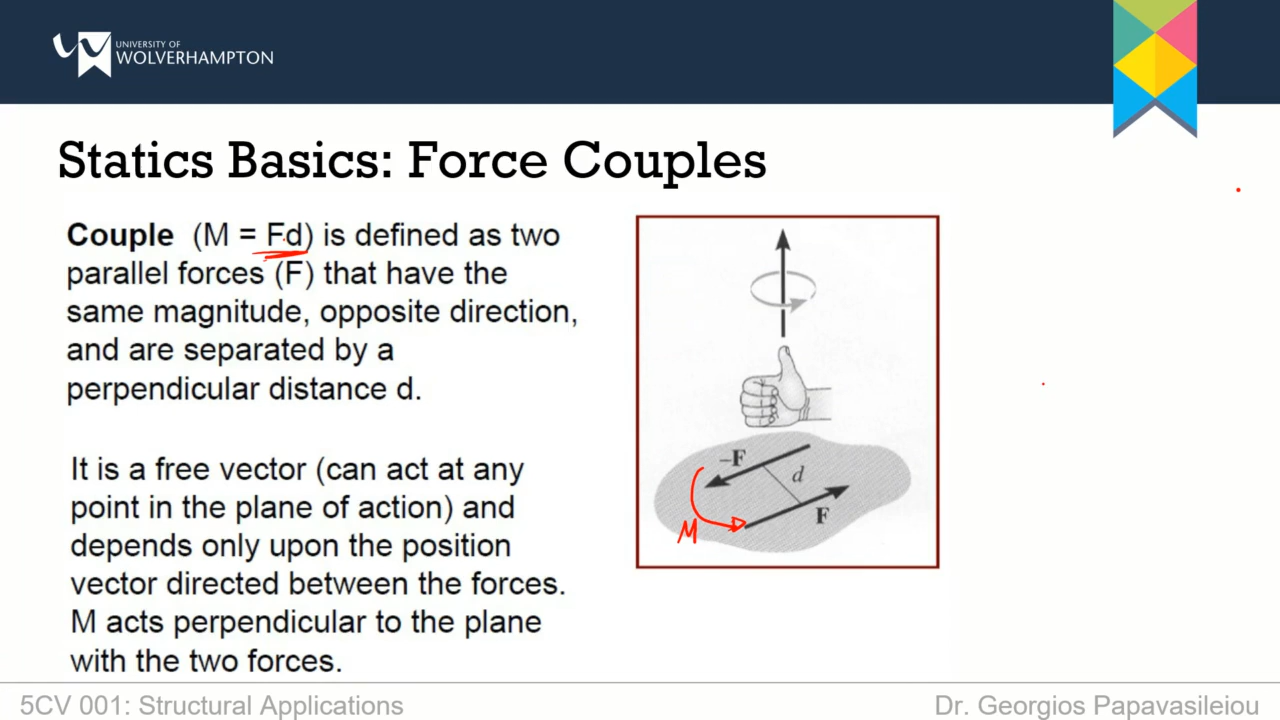 UNIVERSITY OF
WOLVERHAMPTON
Statics Basics: Force Couples
Couple (M = Fd) is defined as two
parallel forces (F) that have the
same magnitude, opposite direction,
and are separated by a
perpendicular distance d.
It is a free vector (can act at any
point in the plane of action) and
depends only upon the position
vector directed between the forces.
M acts perpendicular to the plane
with the two forces.
–F
d
F
M
5CV 001: Structural Applications
Dr. Georgios Papavasileiou